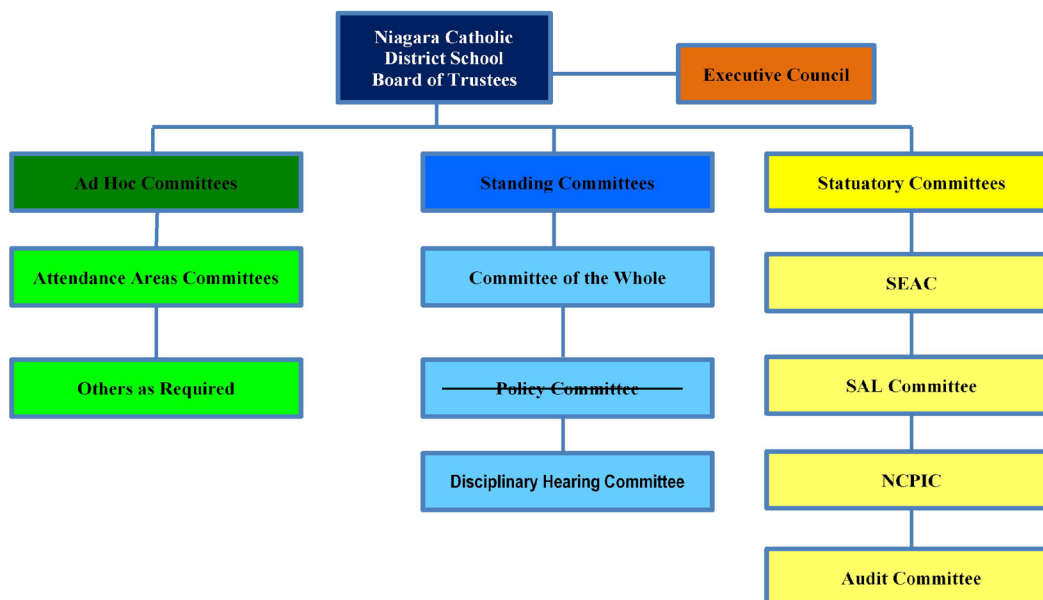 Niagara Catholic
District School
Board of Trustees
Executive Council
Ad Hoc Committees
Standing Committees
Statuatory Committees
Attendance Areas Committees
Committee of the Whole
SEAC
Others as Required
Policy Committee
SAL Committee
Disciplinary Hearing Committee
NCPIC
Audit Committee